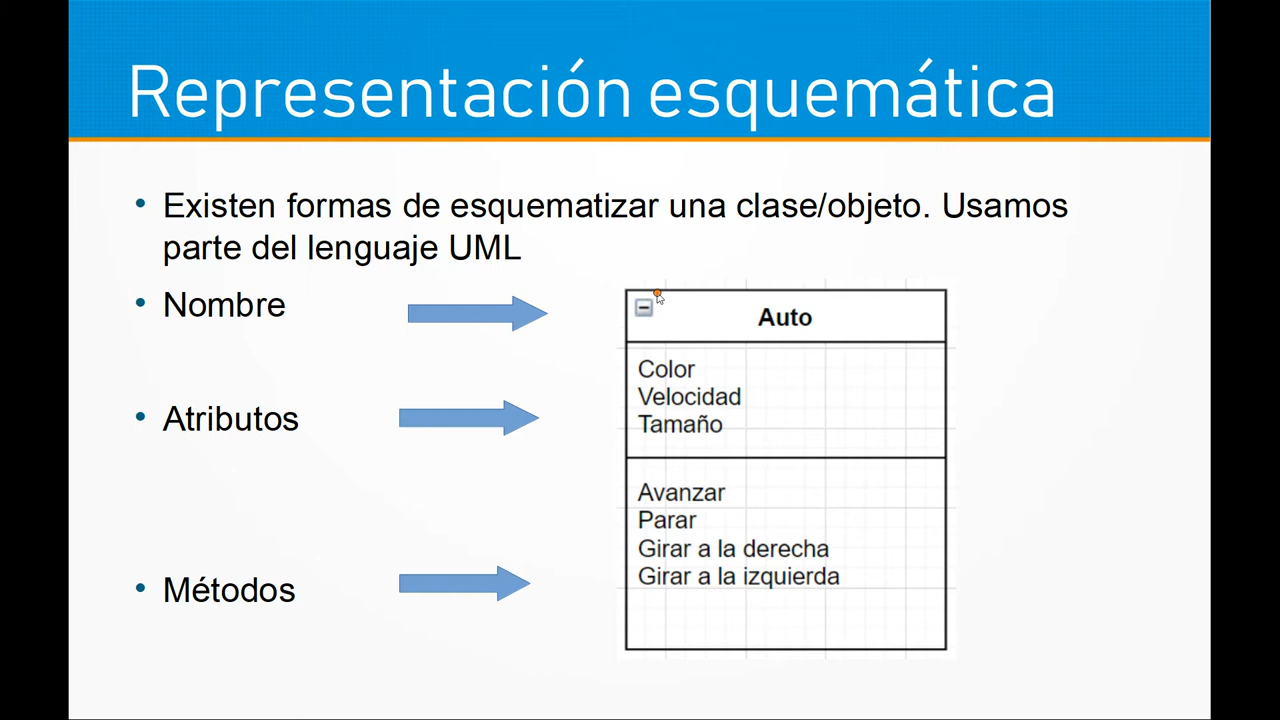 Representación esquemática
Existen formas de esquematizar una clase/objeto. Usamos
parte del lenguaje UML
Nombre
Atributos
Métodos
Auto
Color
Velocidad
Tamaño
Avanzar
Parar
Girar a la derecha
Girar a la izquierda